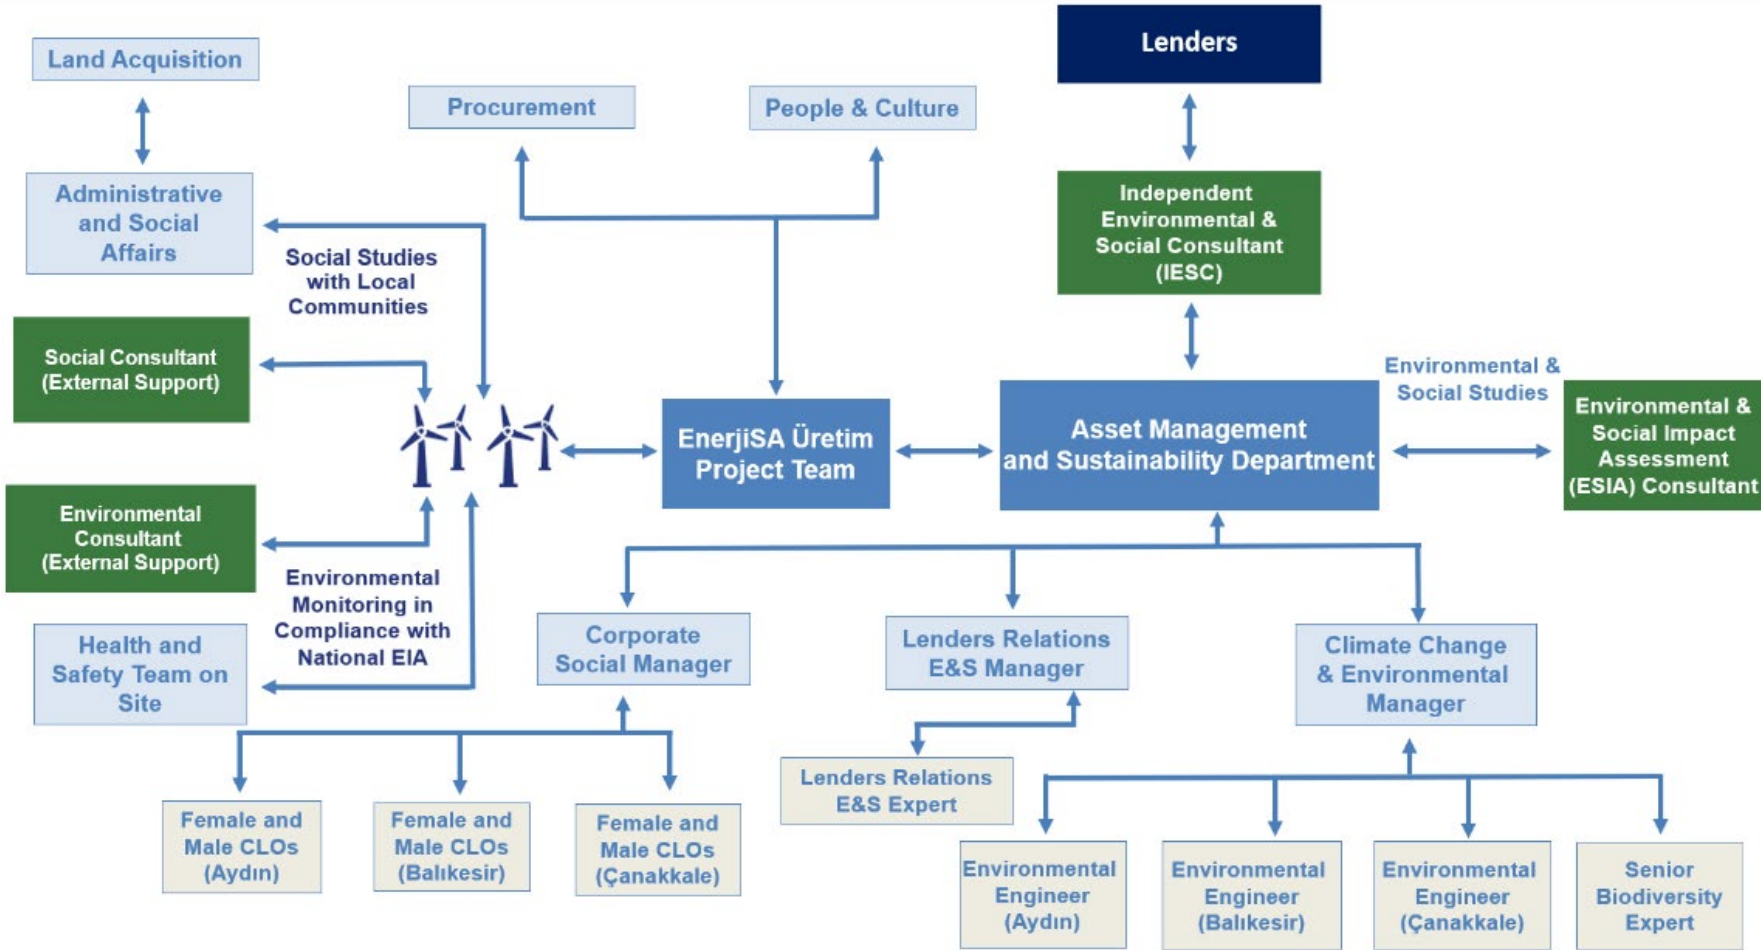 Lenders
Land Acquisition
Procurement
People & Culture
Administrative
and Social
Affairs
Independent
Environmental &
Social Consultant
(IESC)
Social Studies
with Local
Communities
Social Consultant
(External Support)
Environmental &
Social Studies
EnerjiSA Üretim
Project Team
Asset Management
and Sustainability Department
Environmental &
Social Impact
Assessment
(ESIA) Consultant
Environmental
Consultant
(External Support)
Environmental
Monitoring in
Compliance with
National EIA
Health and
Safety Team on
Site
Corporate
Social Manager
Lenders Relations
E&S Manager
Climate Change
& Environmental
Manager
Lenders Relations
E&S Expert
Female and
Male CLOs
(Aydın)
Female and
Male CLOs
(Balıkesir)
Female and
Male CLOs
(Çanakkale)
Environmental
Engineer
(Aydın)
Environmental
Engineer
(Balıkesir)
Environmental
Engineer
(Çanakkale)
Senior
Biodiversity
Expert